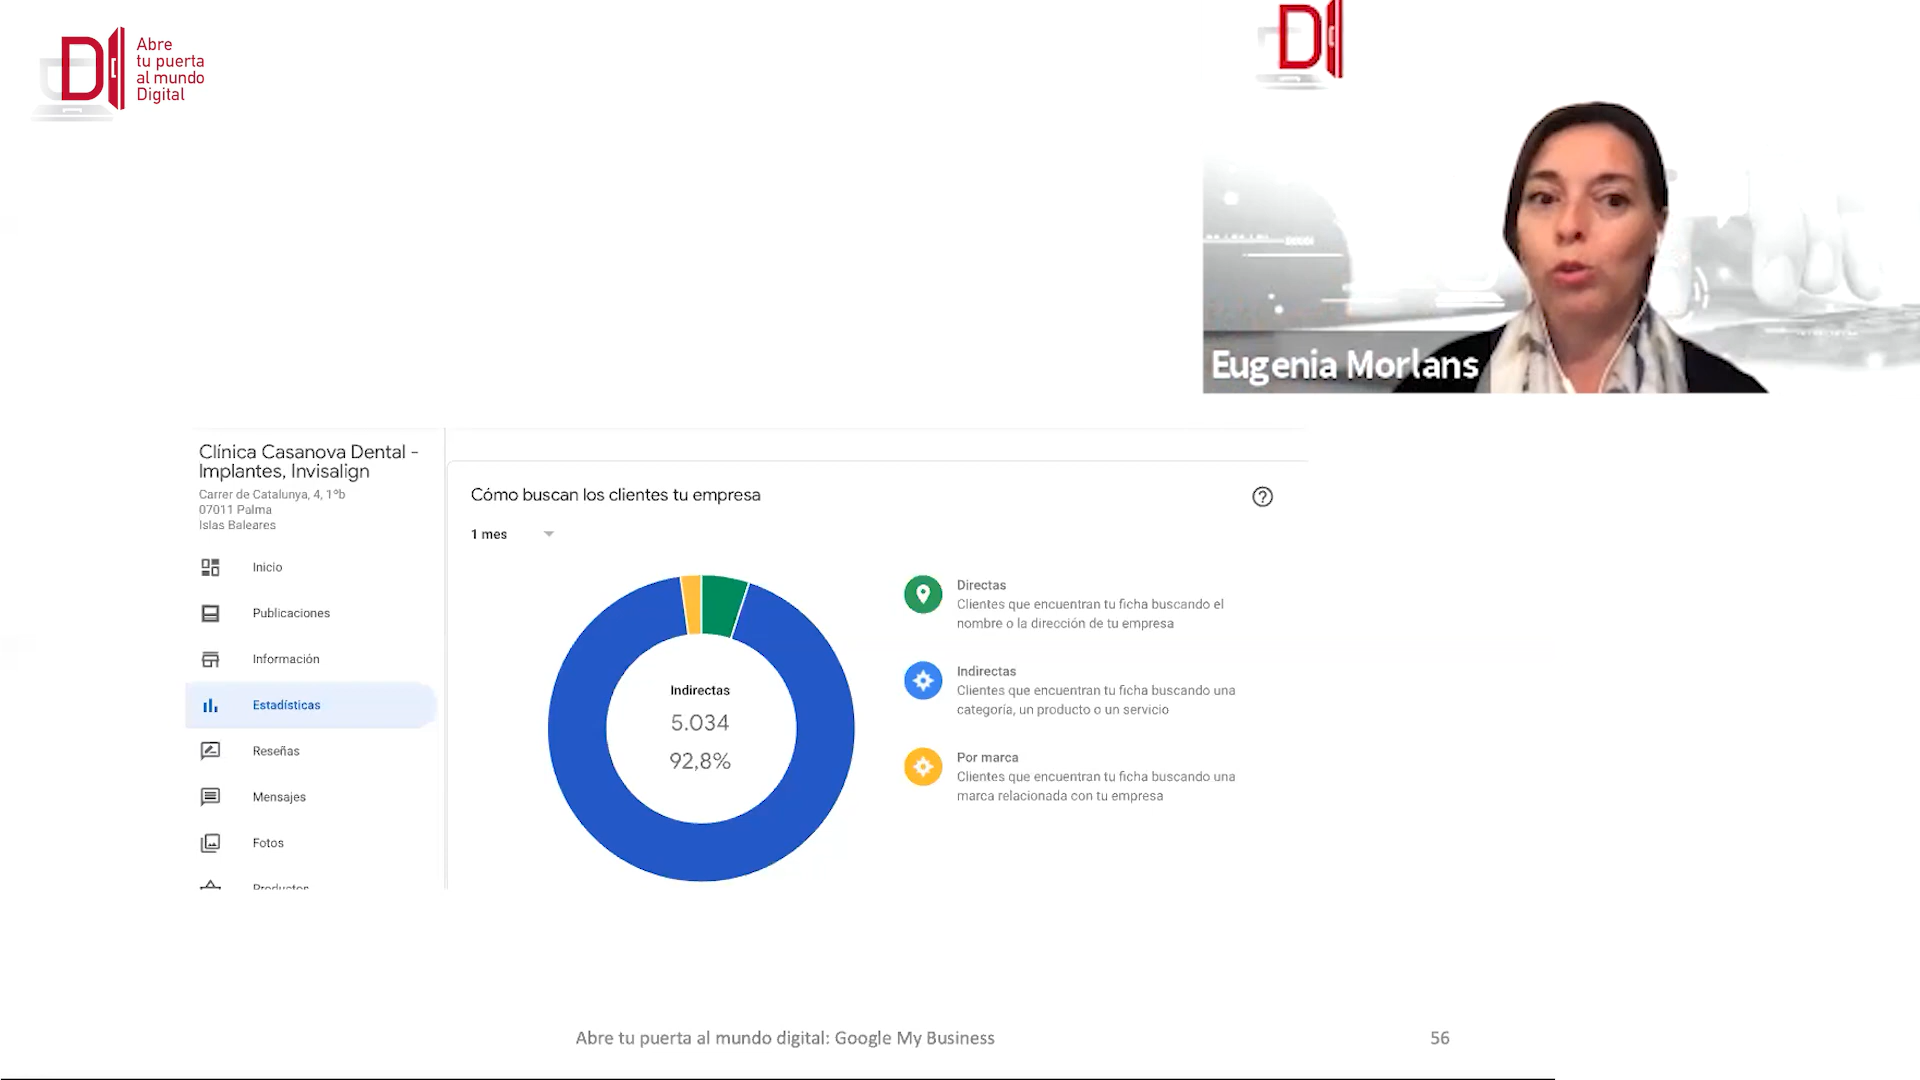 Abre
tu puerta
al mundo
Digital
Eugenia Morlans
Clínica Casanova Dental -
Implantes, Invisalign
Carrer de Catalunya, 4, 1ºb
07011 Palma
Islas Baleares
Inicio
Publicaciones
Información
Estadísticas
Reseñas
Mensajes
Fotos
Productos
Cómo buscan los clientes tu empresa
1 mes
Indirectas
5.034
92,8%
Directas
Clientes que encuentran tu ficha buscando el
nombre o la dirección de tu empresa
Indirectas
Clientes que encuentran tu ficha buscando una
categoría, un producto o un servicio
Por marca
Clientes que encuentran tu ficha buscando una
marca relacionada con tu empresa
Abre tu puerta al mundo digital: Google My Business
56